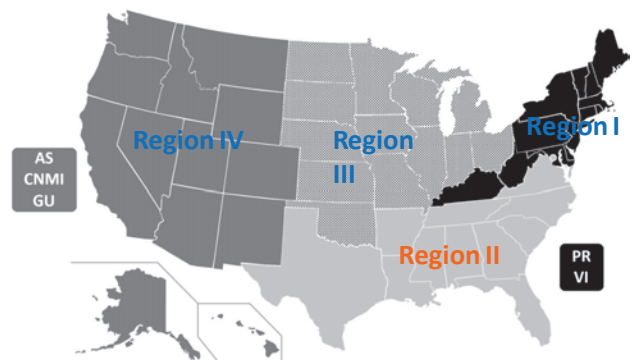 Region IV
Region
III
Region I
AS
CNMI
GU
Region II
PR
VI